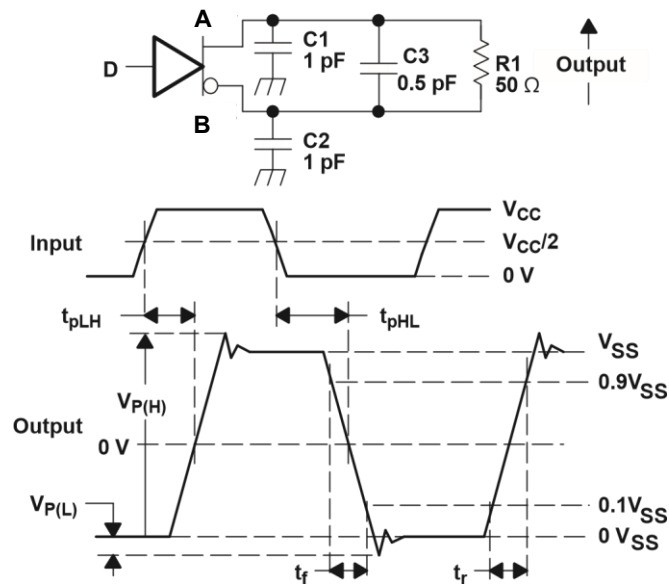 A
C1
1 pF
C3
0.5 pF
R1
50 Ω
Output
D
B
C2
1 pF
Input
VCC
VCC/2
0 V
tpLH
tpHL
VP(H)
Output
0 V
VP(L)
VSS
0.9VSS
0.1VSS
0 VSS
tf
tr